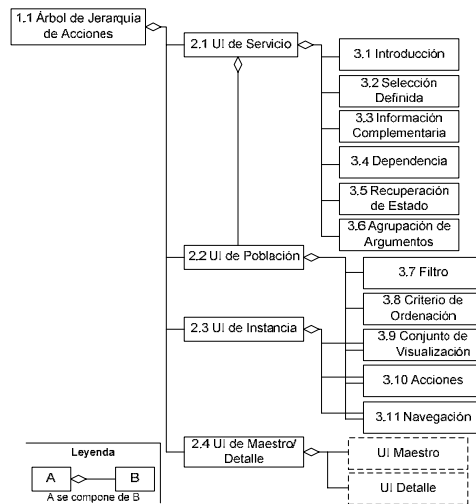 1.1 Árbol de Jerarquía
de Acciones
2.1 UI de Servicio
3.1 Introducción
3.2 Selección
Definida
3.3 Información
Complementaria
3.4 Dependencia
3.5 Recuperación
de Estado
3.6 Agrupación de
Argumentos
2.2 UI de Población
3.7 Filtro
3.8 Criterio de
Ordenación
3.9 Conjunto de
Visualización
2.3 UI de Instancia
3.10 Acciones
3.11 Navegación
2.4 UI de Maestro/
Detalle
UI Maestro
UI Detalle
Leyenda
A
B
A se compone de B